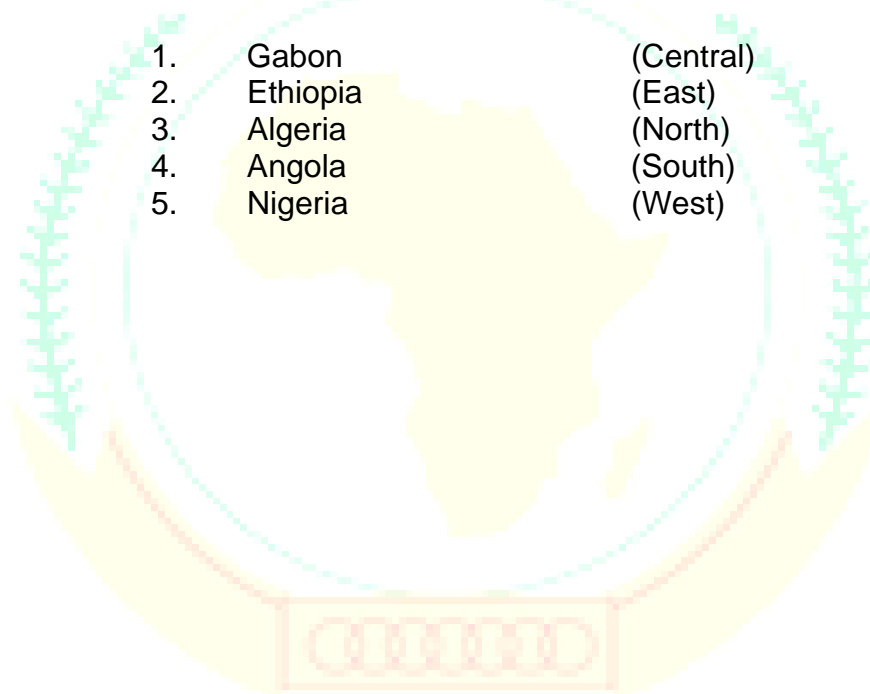 1. Gabon (Central)
2. Ethiopia (East)
3. Algeria (North)
4. Angola (South)
5. Nigeria (West)